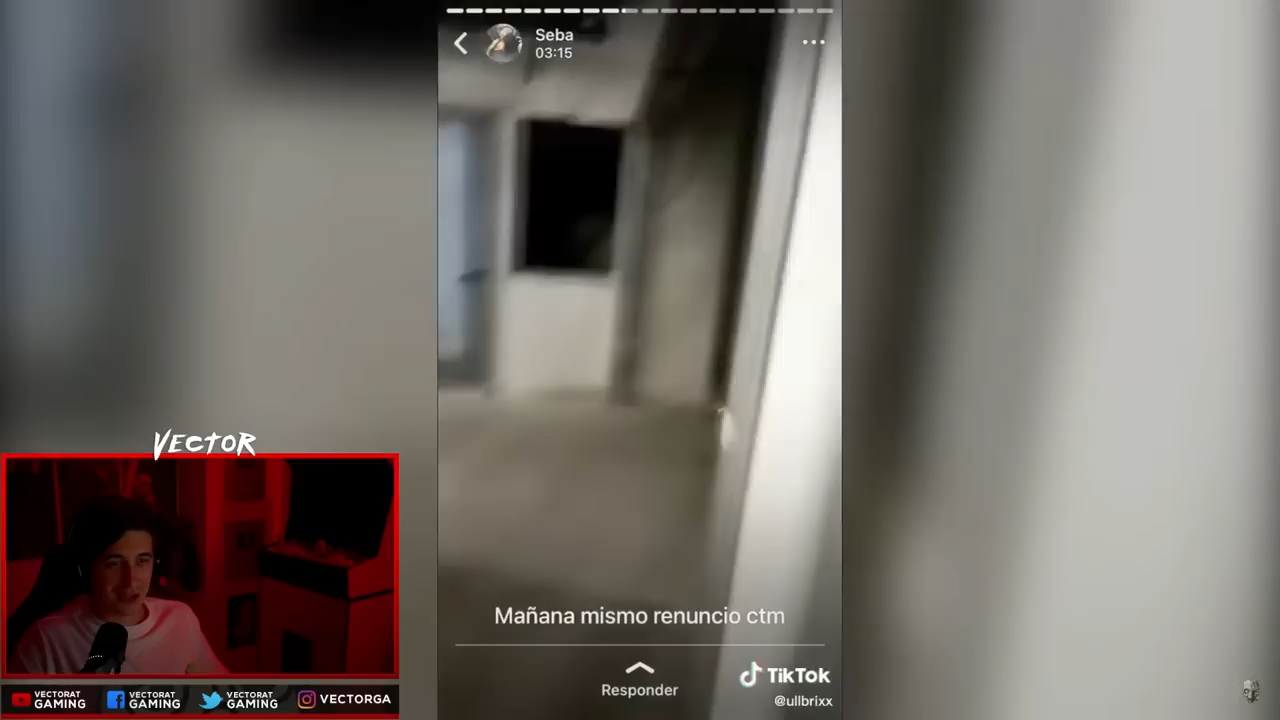 Seba
03:15
Mañana mismo renuncio ctm
Responder
TikTok
@ullbrixx
VECTOR
VECTORAT GAMING
VECTORAT GAMING
VECTORAT GAMING
VECTORGA